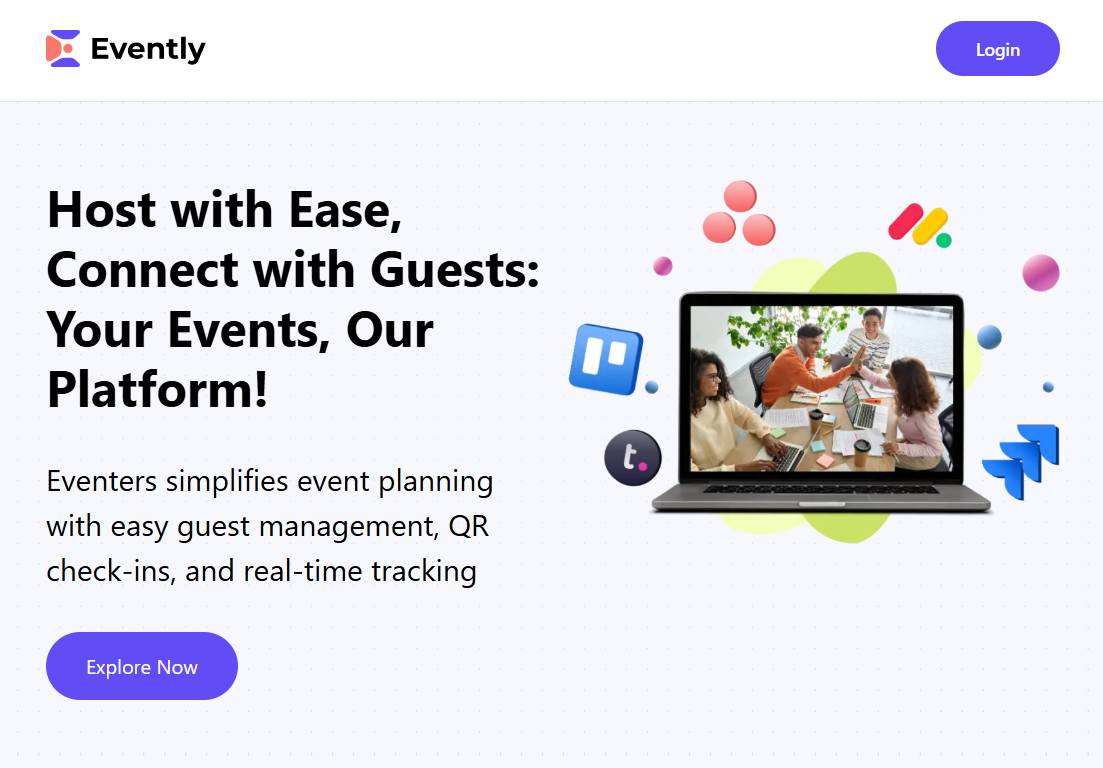 Evently
Login
Host with Ease,
Connect with Guests:
Your Events, Our
Platform!
Eventers simplifies event planning
with easy guest management, QR
check-ins, and real-time tracking
t.
Explore Now